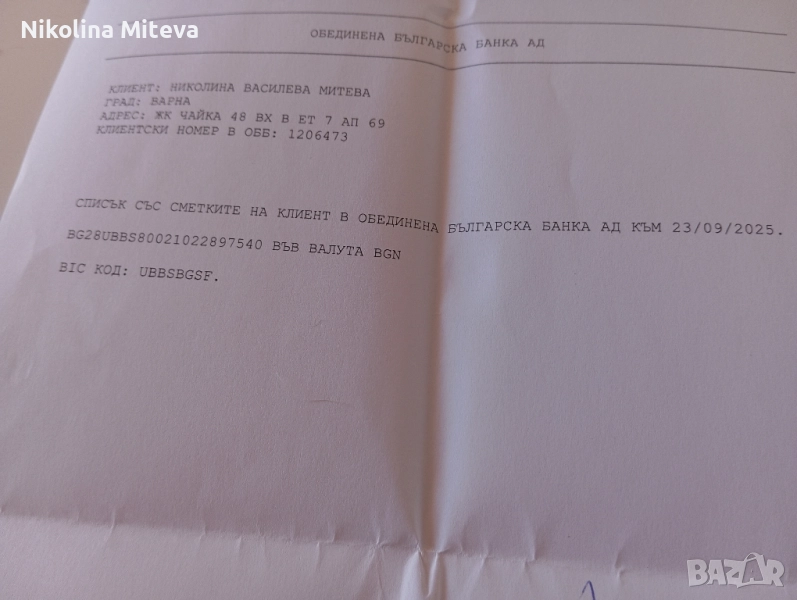 Nikolina Miteva
ОБЕДИНЕНА БЪЛГАРСКА БАНКА АД
КЛИЕНТ: НИКОЛИНА ВАСИЛЕВА МИТЕВА
ГРАД: ВАРНА
АДРЕС: ЖК ЧАЙКА 48 ВХ В ЕТ 7 АП 69
КЛИЕНТСКИ НОМЕР В ОББ: 1206473
СПИСЪК СЪС СМЕТКИТЕ НА КЛИЕНТ В ОБЕДИНЕНА БЪЛГАРСКА БАНКА АД КЪМ 23/09/2025.
BG28UBBS80021022897540 ВЪВ ВАЛУТА BGN
BIC КОД: UBBSBGSF.
BAZAR